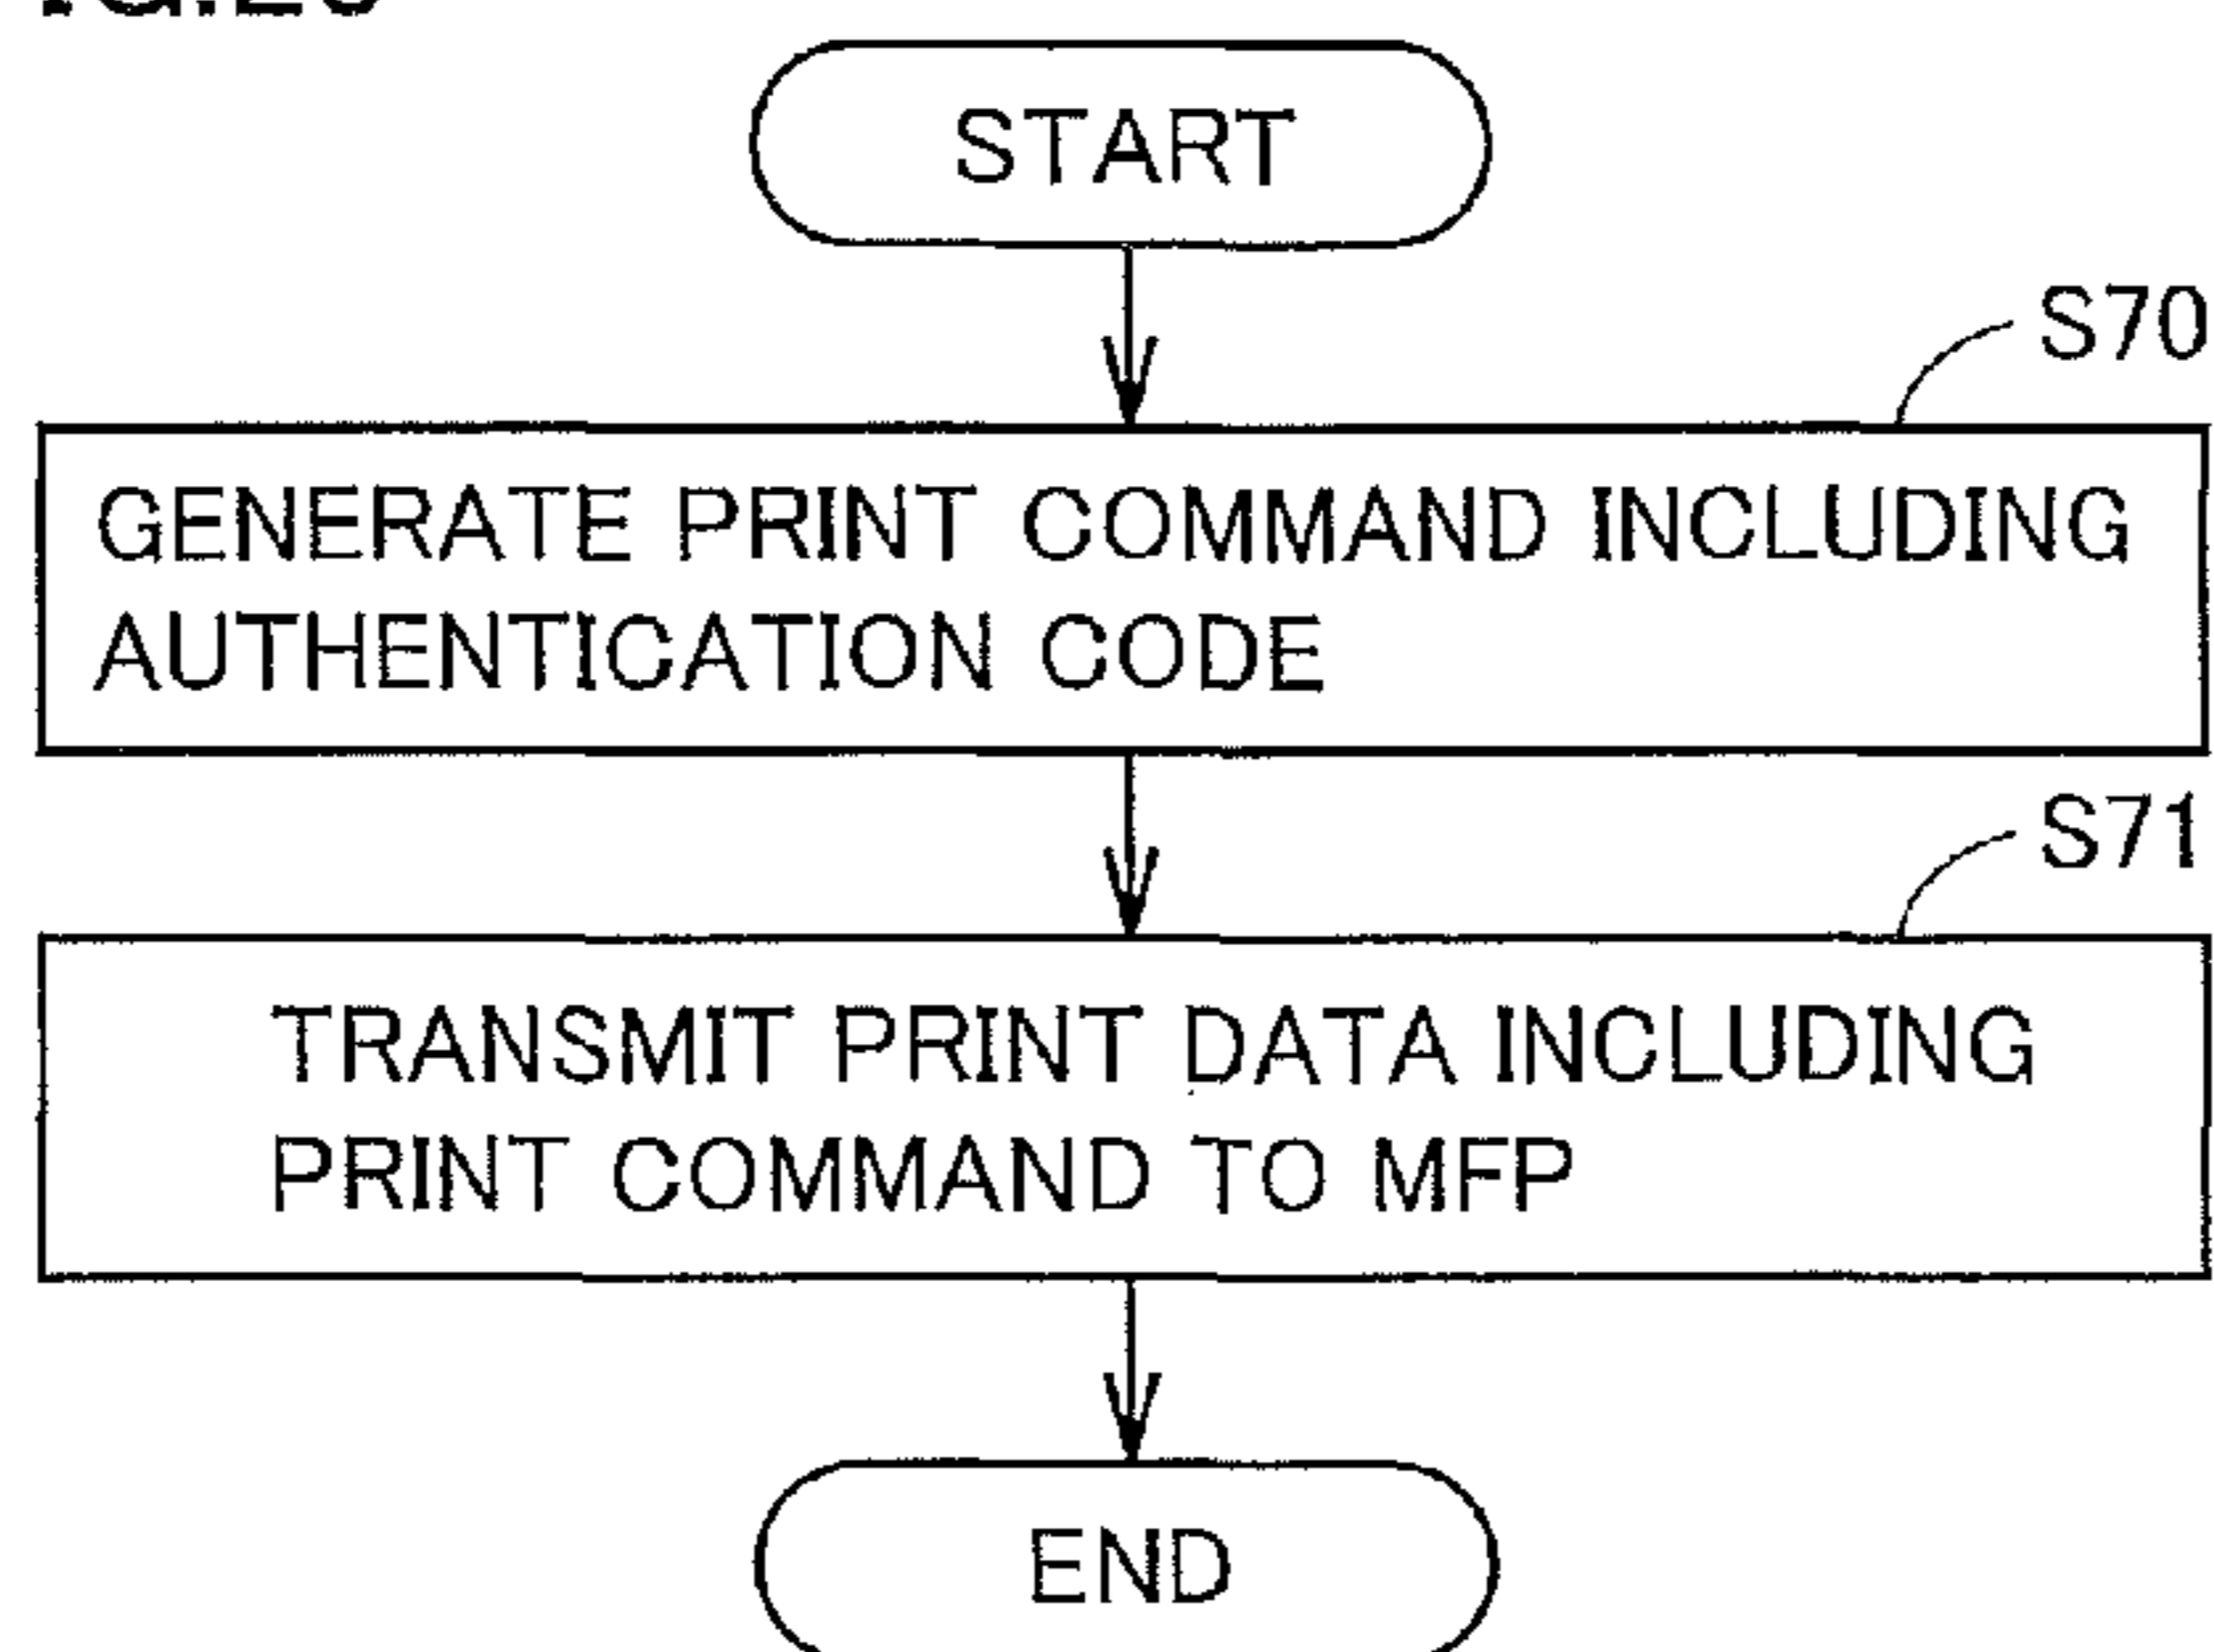 START
S70
GENERATE PRINT COMMAND INCLUDING
AUTHENTICATION CODE
S71
TRANSMIT PRINT DATA INCLUDING
PRINT COMMAND TO MFP
END